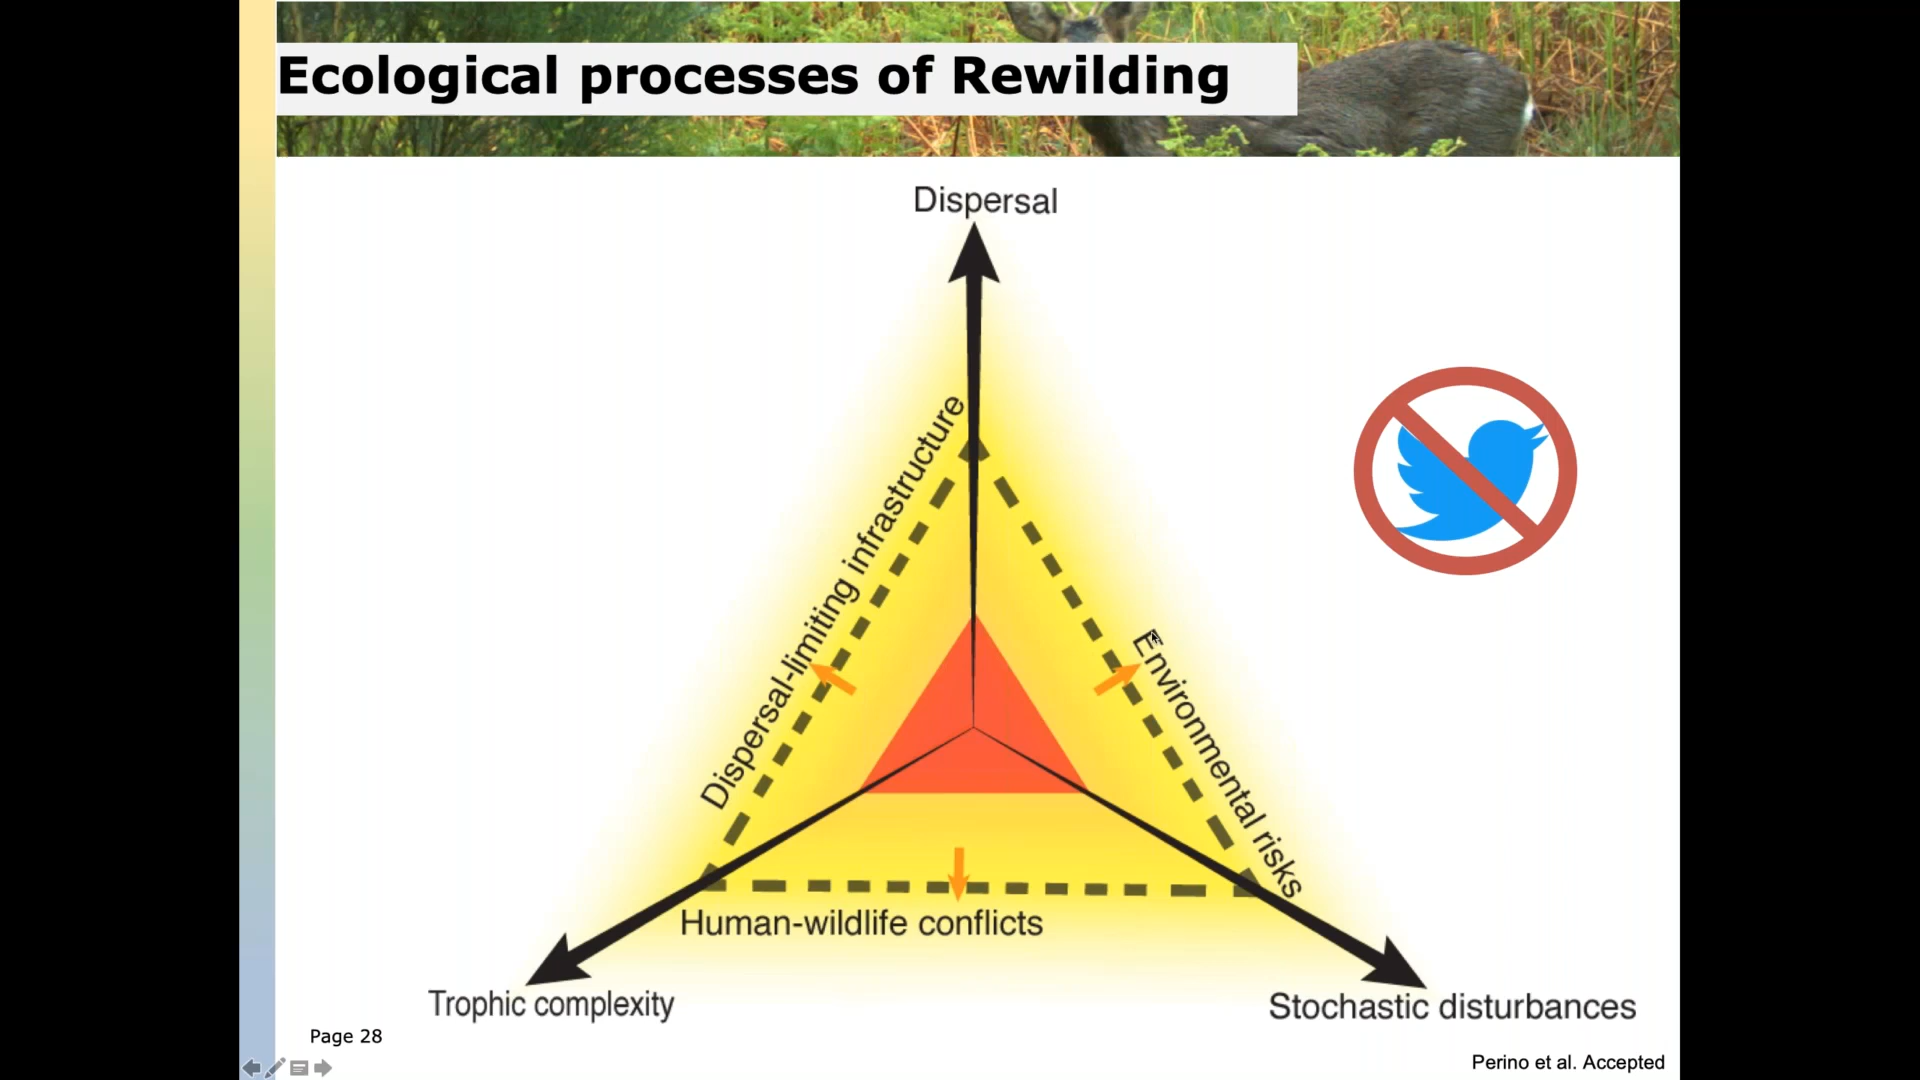 Ecological processes of Rewilding
Dispersal
Dispersal-limiting infrastructure
Environmental risks
Human-wildlife conflicts
Trophic complexity
Stochastic disturbances
Page 28
Perino et al. Accepted